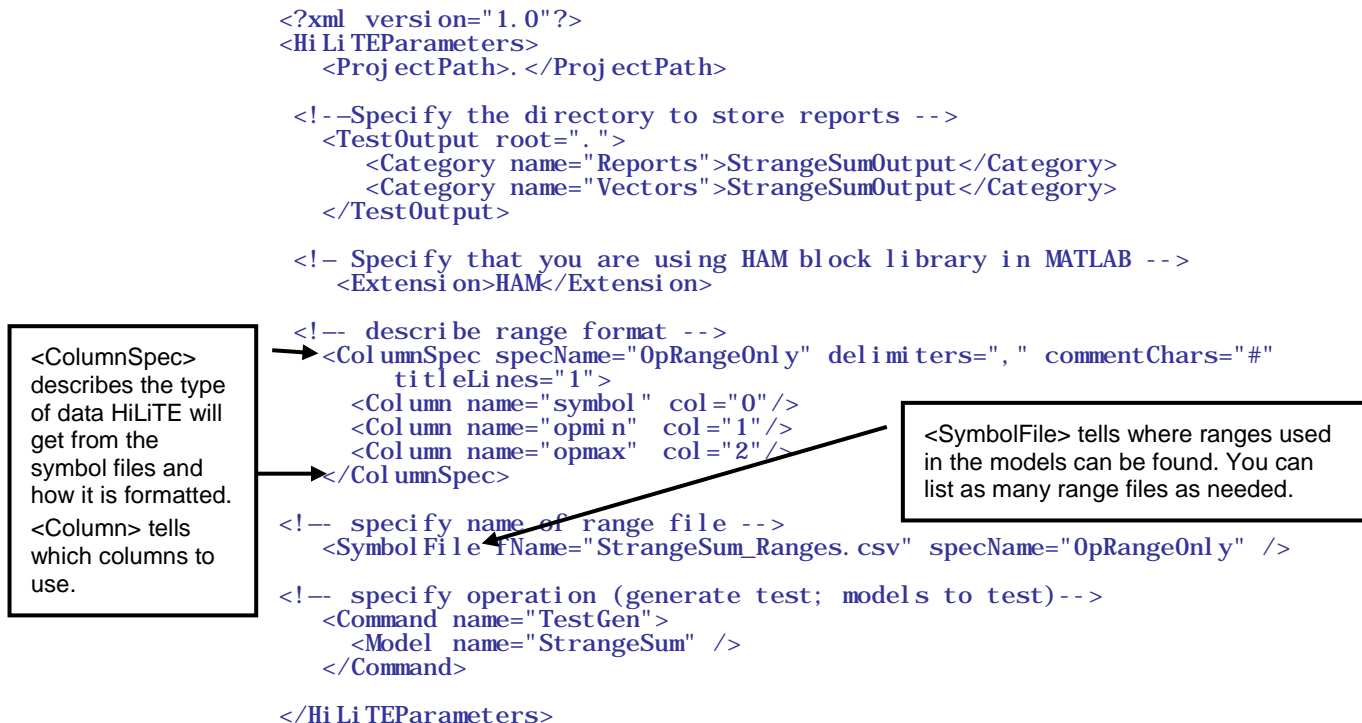 <?xml version="1.0"?>
<HiLiTEParameters>
<ProjectPath>.</ProjectPath>
<!-–Specify the directory to store reports -->
<TestOutput root=".">
<Category name="Reports">StrangeSumOutput</Category>
<Category name="Vectors">StrangeSumOutput</Category>
</TestOutput>
<!– Specify that you are using HAM block library in MATLAB -->
<Extension>HAM</Extension>
<!–- describe range format -->
<ColumnSpec specName="OpRangeOnly" delimiters="," commentChars="#"
titleLines="1">
<Column name="symbol" col="0"/>
<Column name="opmin" col="1"/>
<Column name="opmax" col="2"/>
</ColumnSpec>
<!–- specify name of range file -->
<SymbolFile fName="StrangeSum_Ranges.csv" specName="OpRangeOnly" />
<!–- specify operation (generate test; models to test)-->
<Command name="TestGen">
<Model name="StrangeSum" />
</Command>
</HiLiTEParameters>
<ColumnSpec>
describes the type
of data HiLiTE will
get from the
symbol files and
how it is formatted.
<Column> tells
which columns to
use.
<SymbolFile> tells where ranges used
in the models can be found. You can
list as many range files as needed.